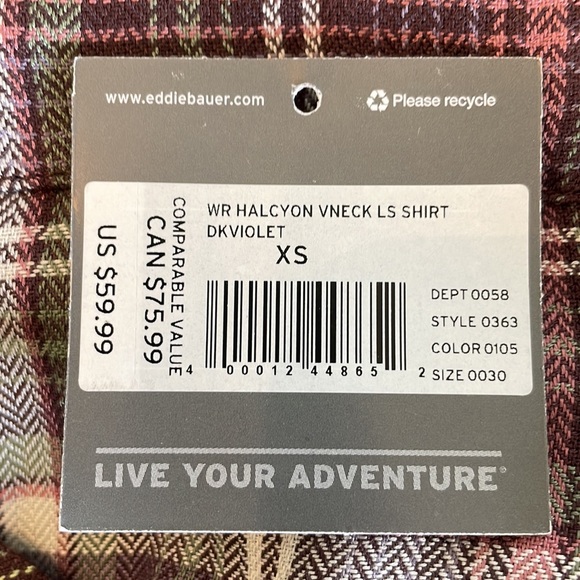 www.eddiebauer.com
Please recycle
WR HALCYON VNECK LS SHIRT
DKVIOLET
XS
COMPARABLE VALUE
CAN $75.99
US $59.99
DEPT 0058
STYLE 0363
COLOR 0105
SIZE 0030
4 00012 44865 2
LIVE YOUR ADVENTURE®